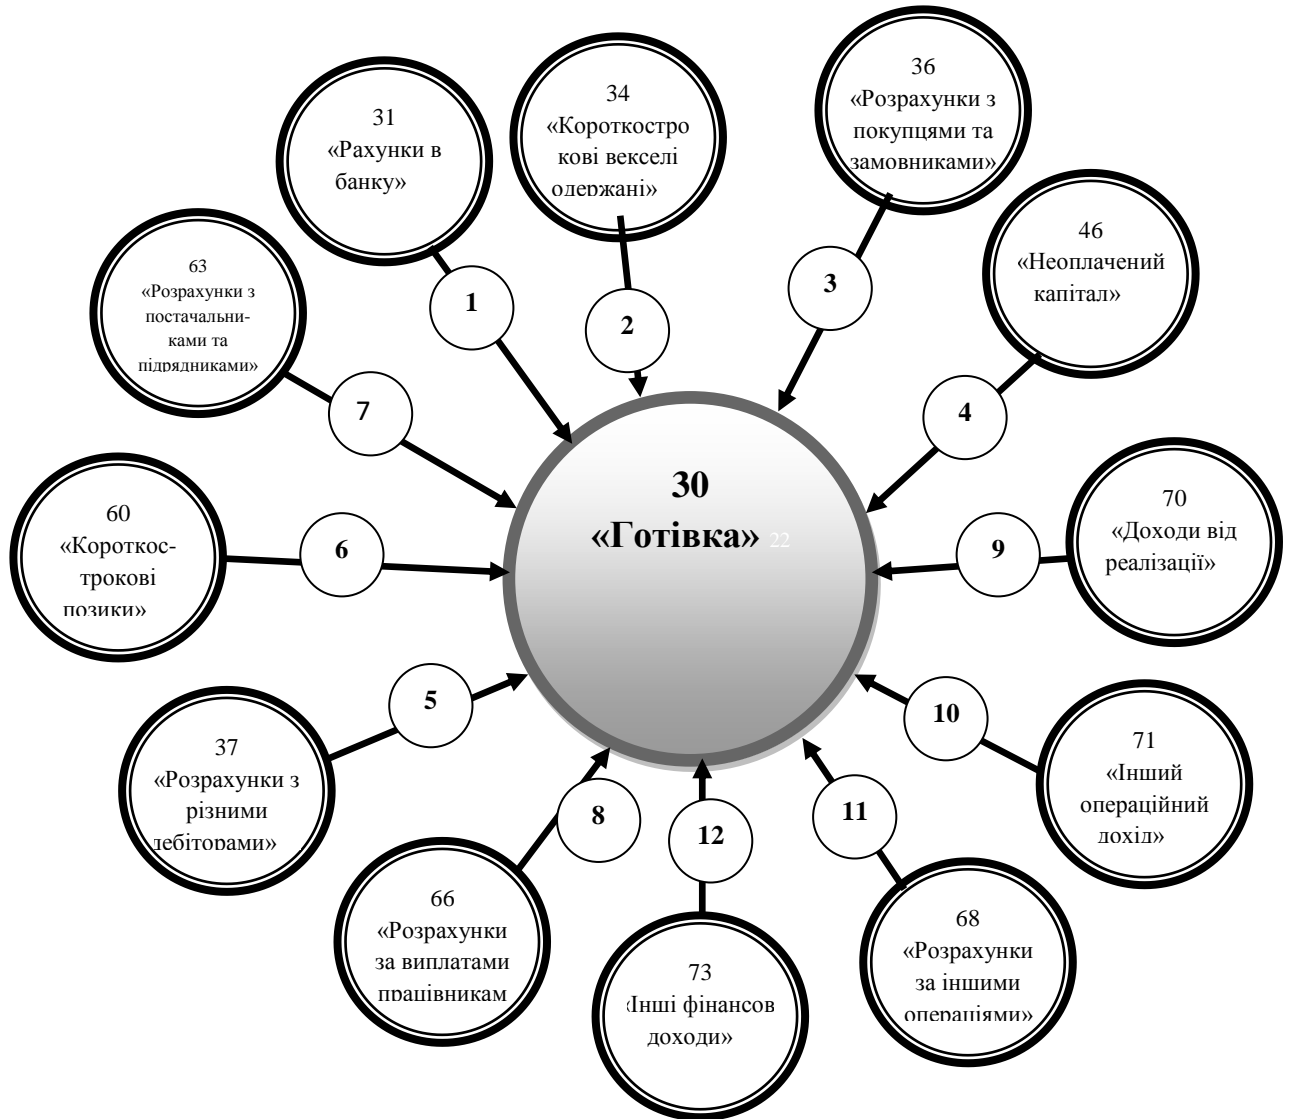 31
«Рахунки в
банку»
34
«Короткостро
кові векселі
одержані»
36
«Розрахунки з
покупцями та
замовниками»
46
«Неоплачений
капітал»
63
«Розрахунки з
постачальни-
ками та
підрядниками»
1
2
3
4
7
30
«Готівка» 22
60
«Короткос-
трокові
позики»
6
9
70
«Доходи від
реалізації»
5
10
37
«Розрахунки з
різними
дебіторами»
8
12
11
71
«Інший
операційний
дохід»
66
«Розрахунки
за виплатами
працівникам
73
Інші фінансов
доходи»
68
«Розрахунки
за іншими
операціями»